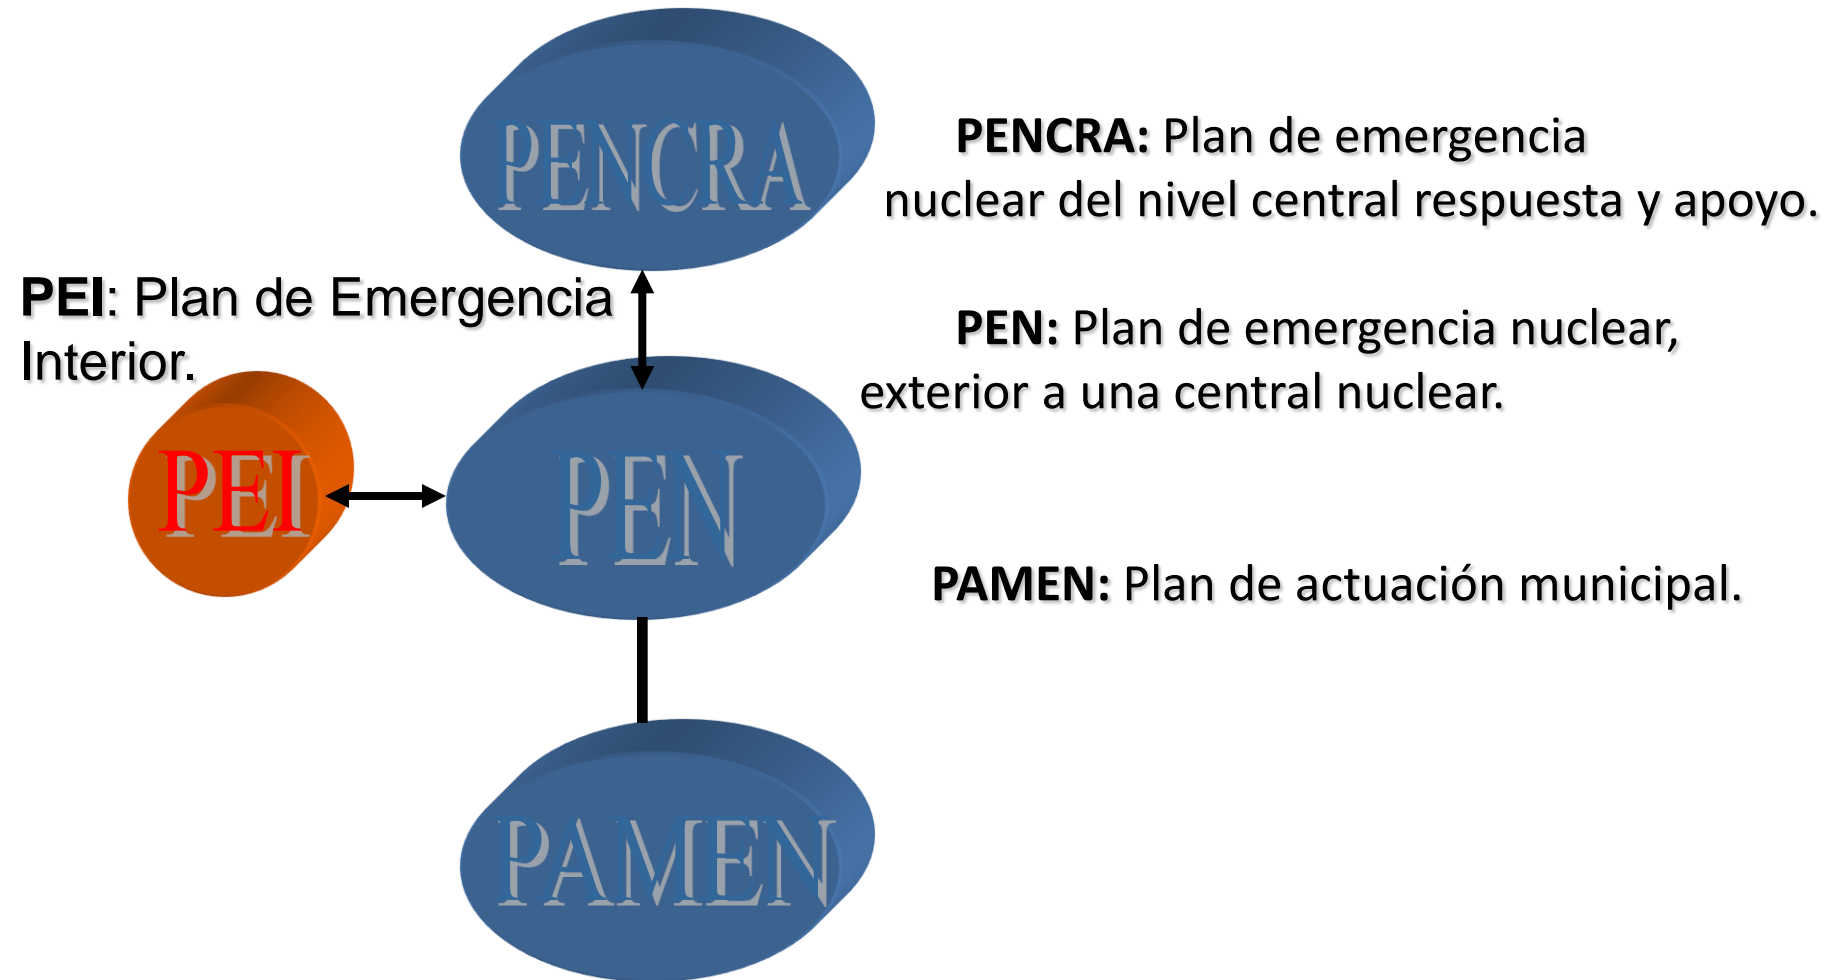 PENCRA
PENCRA: Plan de emergencia
nuclear del nivel central respuesta y apoyo.
PEI: Plan de Emergencia
Interior.
PEN: Plan de emergencia nuclear,
exterior a una central nuclear.
PEI
PEN
PAMEN: Plan de actuación municipal.
PAMEN